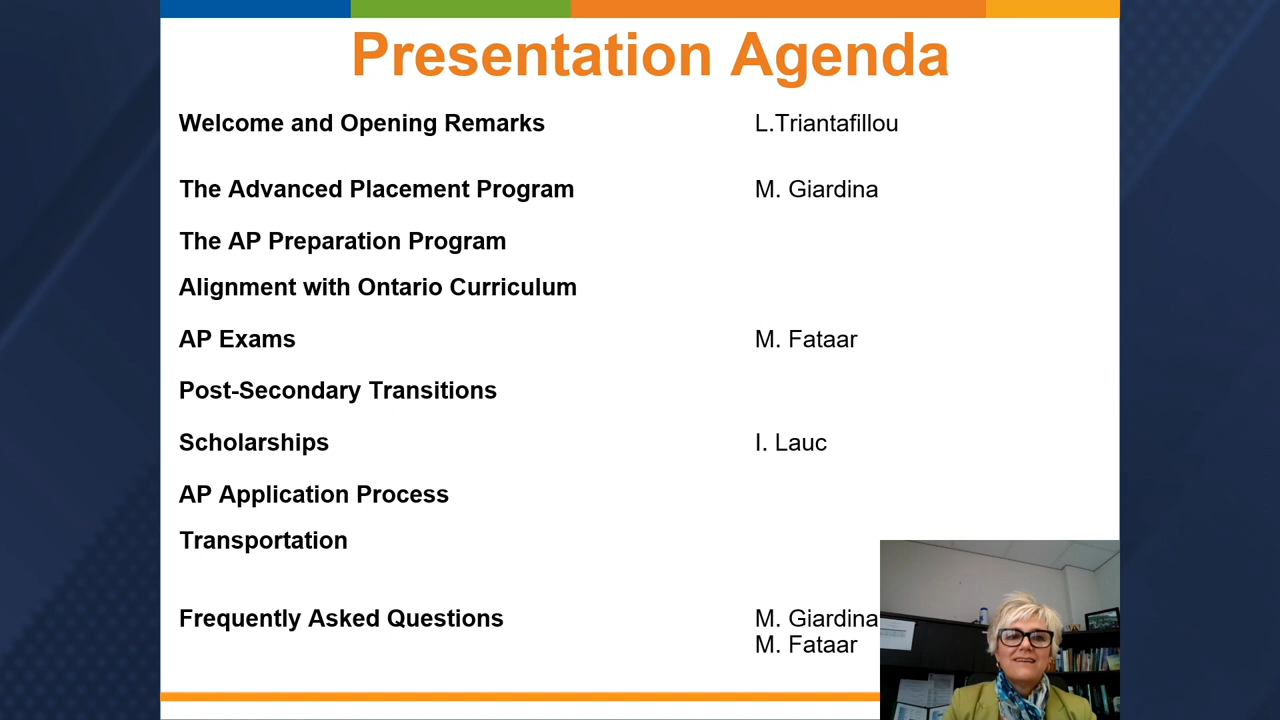 Presentation Agenda
Welcome and Opening Remarks L.Triantafillou
The Advanced Placement Program M. Giardina
The AP Preparation Program
Alignment with Ontario Curriculum
AP Exams M. Fataar
Post-Secondary Transitions
Scholarships I. Lauc
AP Application Process
Transportation
Frequently Asked Questions M. Giardina
M. Fataar